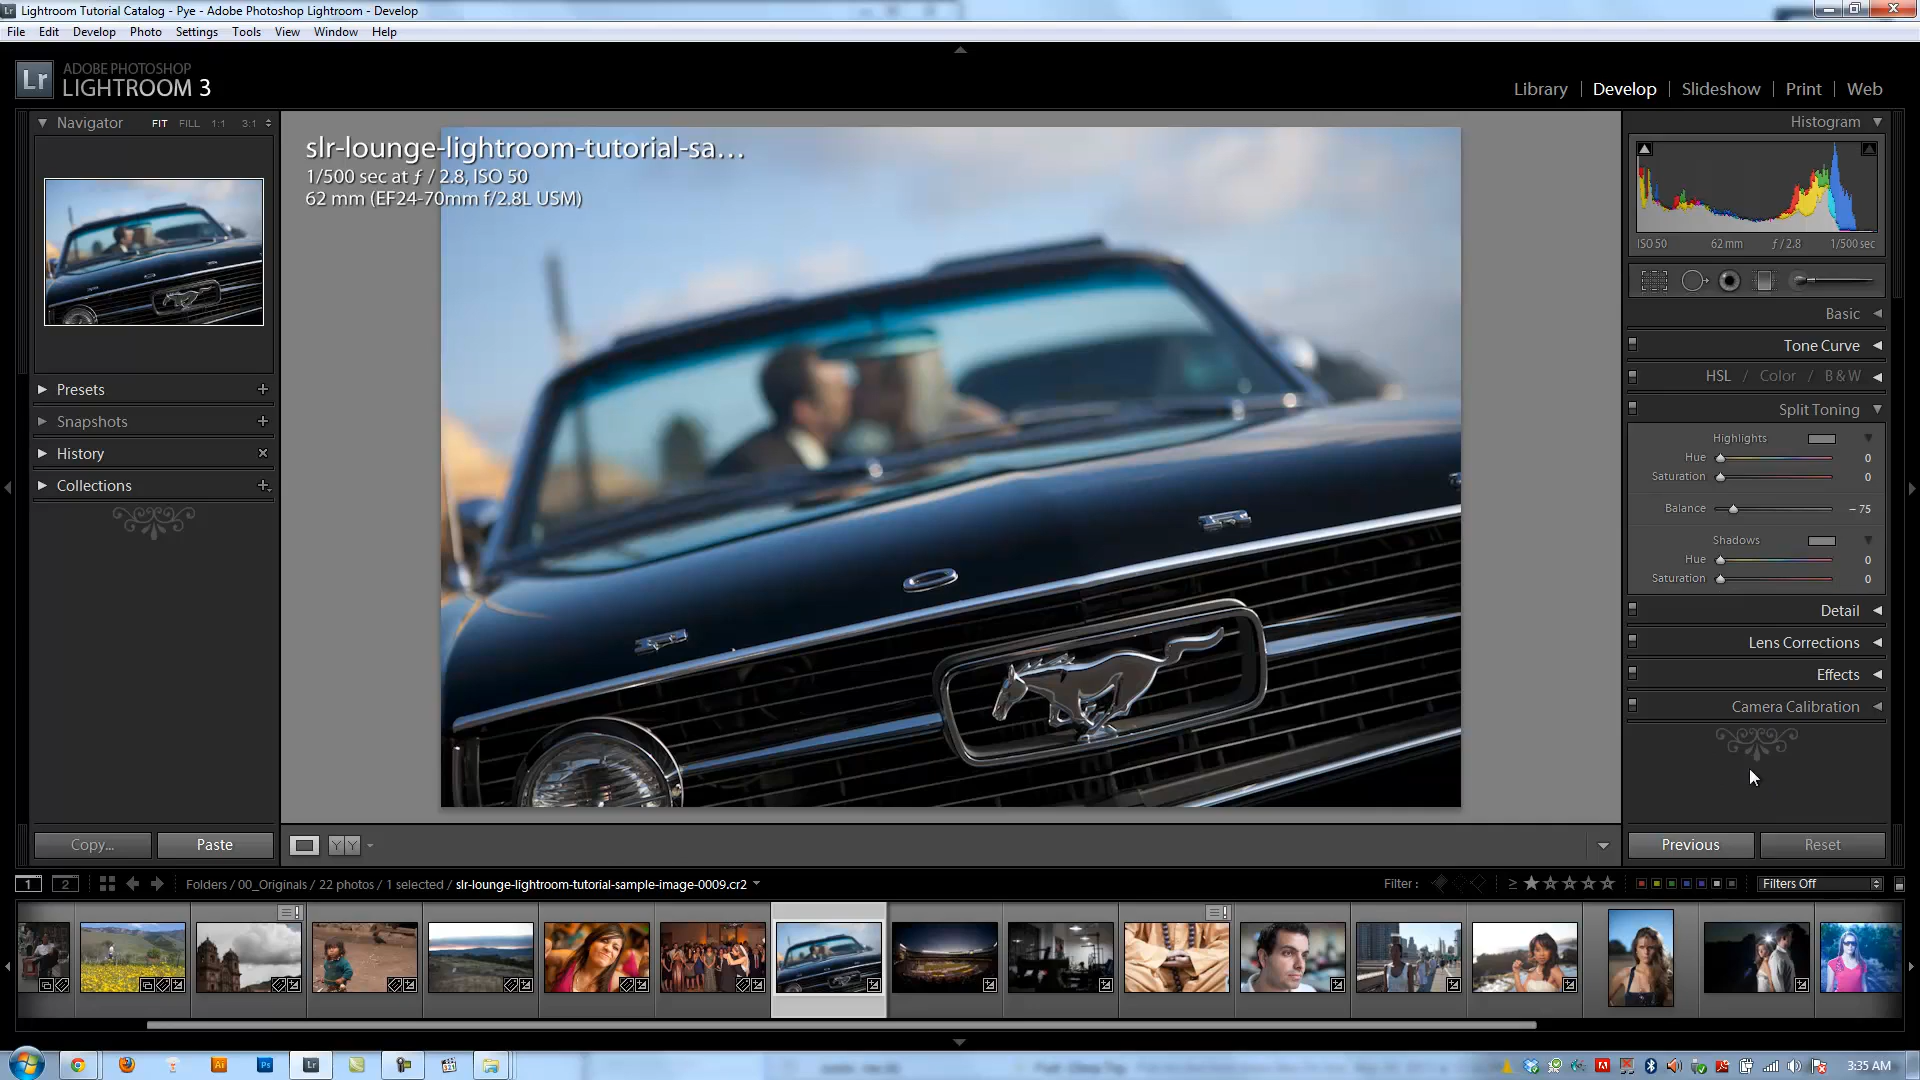 Lightroom Tutorial Catalog - Pye - Adobe Photoshop Lightroom - Develop
File Edit Develop Photo Settings Tools View Window Help
Lr ADOBE PHOTOSHOP
LIGHTROOM 3
Library | Develop | Slideshow | Print | Web
Navigator FIT FILL 1:1 3:1
Presets
Snapshots
History
Collections
Copy... Paste
slr-lounge-lightroom-tutorial-sa...
1/500 sec at ƒ / 2.8, ISO 50
62 mm (EF24-70mm f/2.8L USM)
Histogram
ISO 50 62 mm ƒ / 2.8 1/500 sec
Basic
Tone Curve
HSL / Color / B & W
Split Toning
Highlights
Hue 0
Saturation 0
Balance – 75
Shadows
Hue 0
Saturation 0
Detail
Lens Corrections
Effects
Camera Calibration
Y Y
Previous Reset
1 2 Folders / 00_Originals / 22 photos / 1 selected / slr-lounge-lightroom-tutorial-sample-image-0009.cr2 Filter : ≥ Filters Off
Ai Ps Lr 3:35 AM